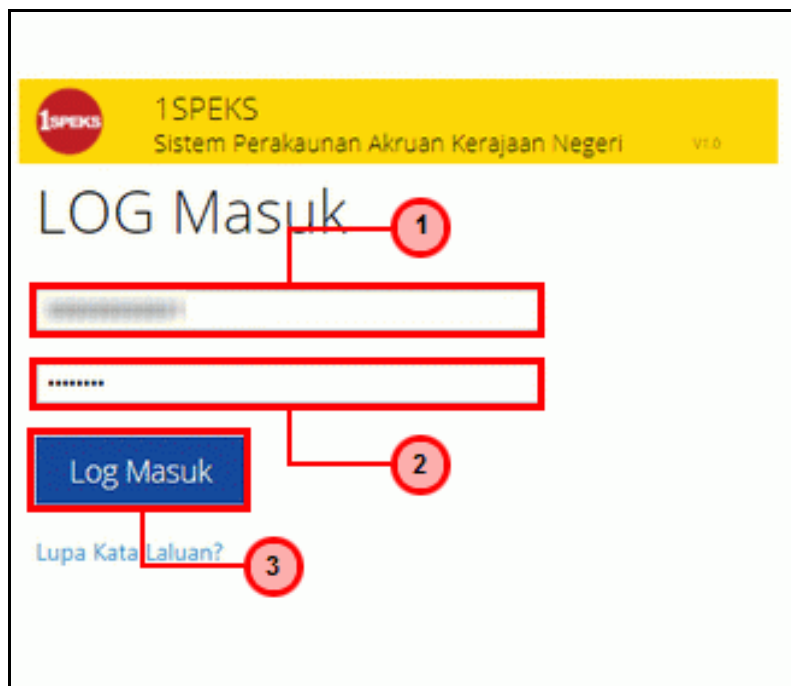 1SPEKS
1SPEKS
Sistem Perakaunan Akruan Kerajaan Negeri V1.0
LOG Masuk
1
••••••••
Log Masuk
2
Lupa Kata Laluan?
3